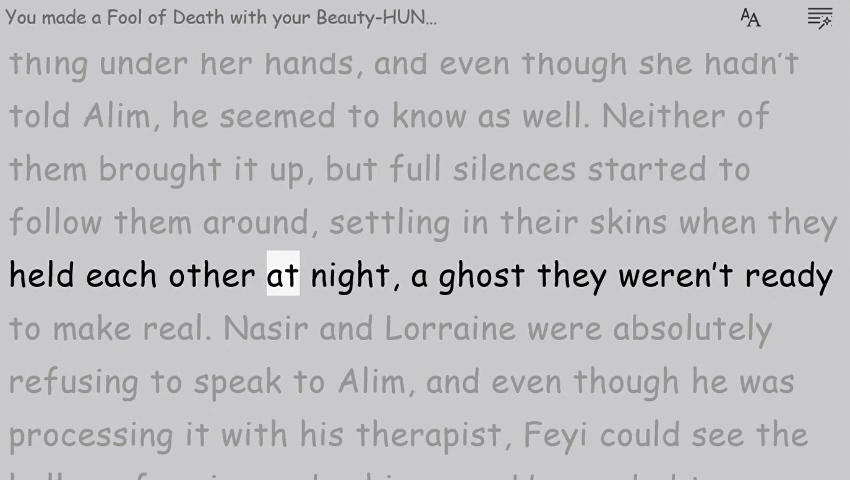 You made a Fool of Death with your Beauty-HUN...
AA
thing under her hands, and even though she hadn't
told Alim, he seemed to know as well. Neither of
them brought it up, but full silences started to
follow them around, settling in their skins when they
held each other at night, a ghost they weren't ready
to make real. Nasir and Lorraine were absolutely
refusing to speak to Alim, and even though he was
processing it with his therapist, Feyi could see the